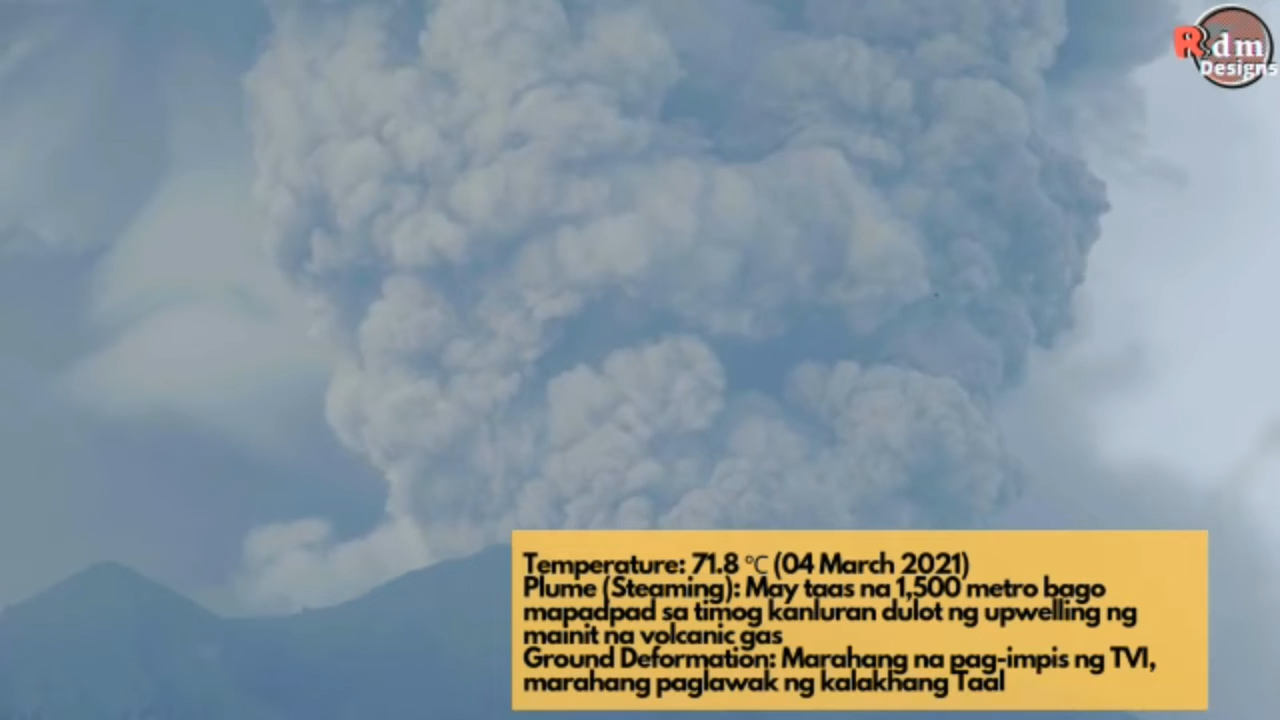 Rdm
Designs
Temperature: 71.8 °C (04 March 2021)
Plume (Steaming): May taas na 1,500 metro bago
mapadpad sa timog kanluran dulot ng upwelling ng
mainit na volcanic gas
Ground Deformation: Marahang na pag-impis ng TVI,
marahang paglawak ng kalakhang Taal